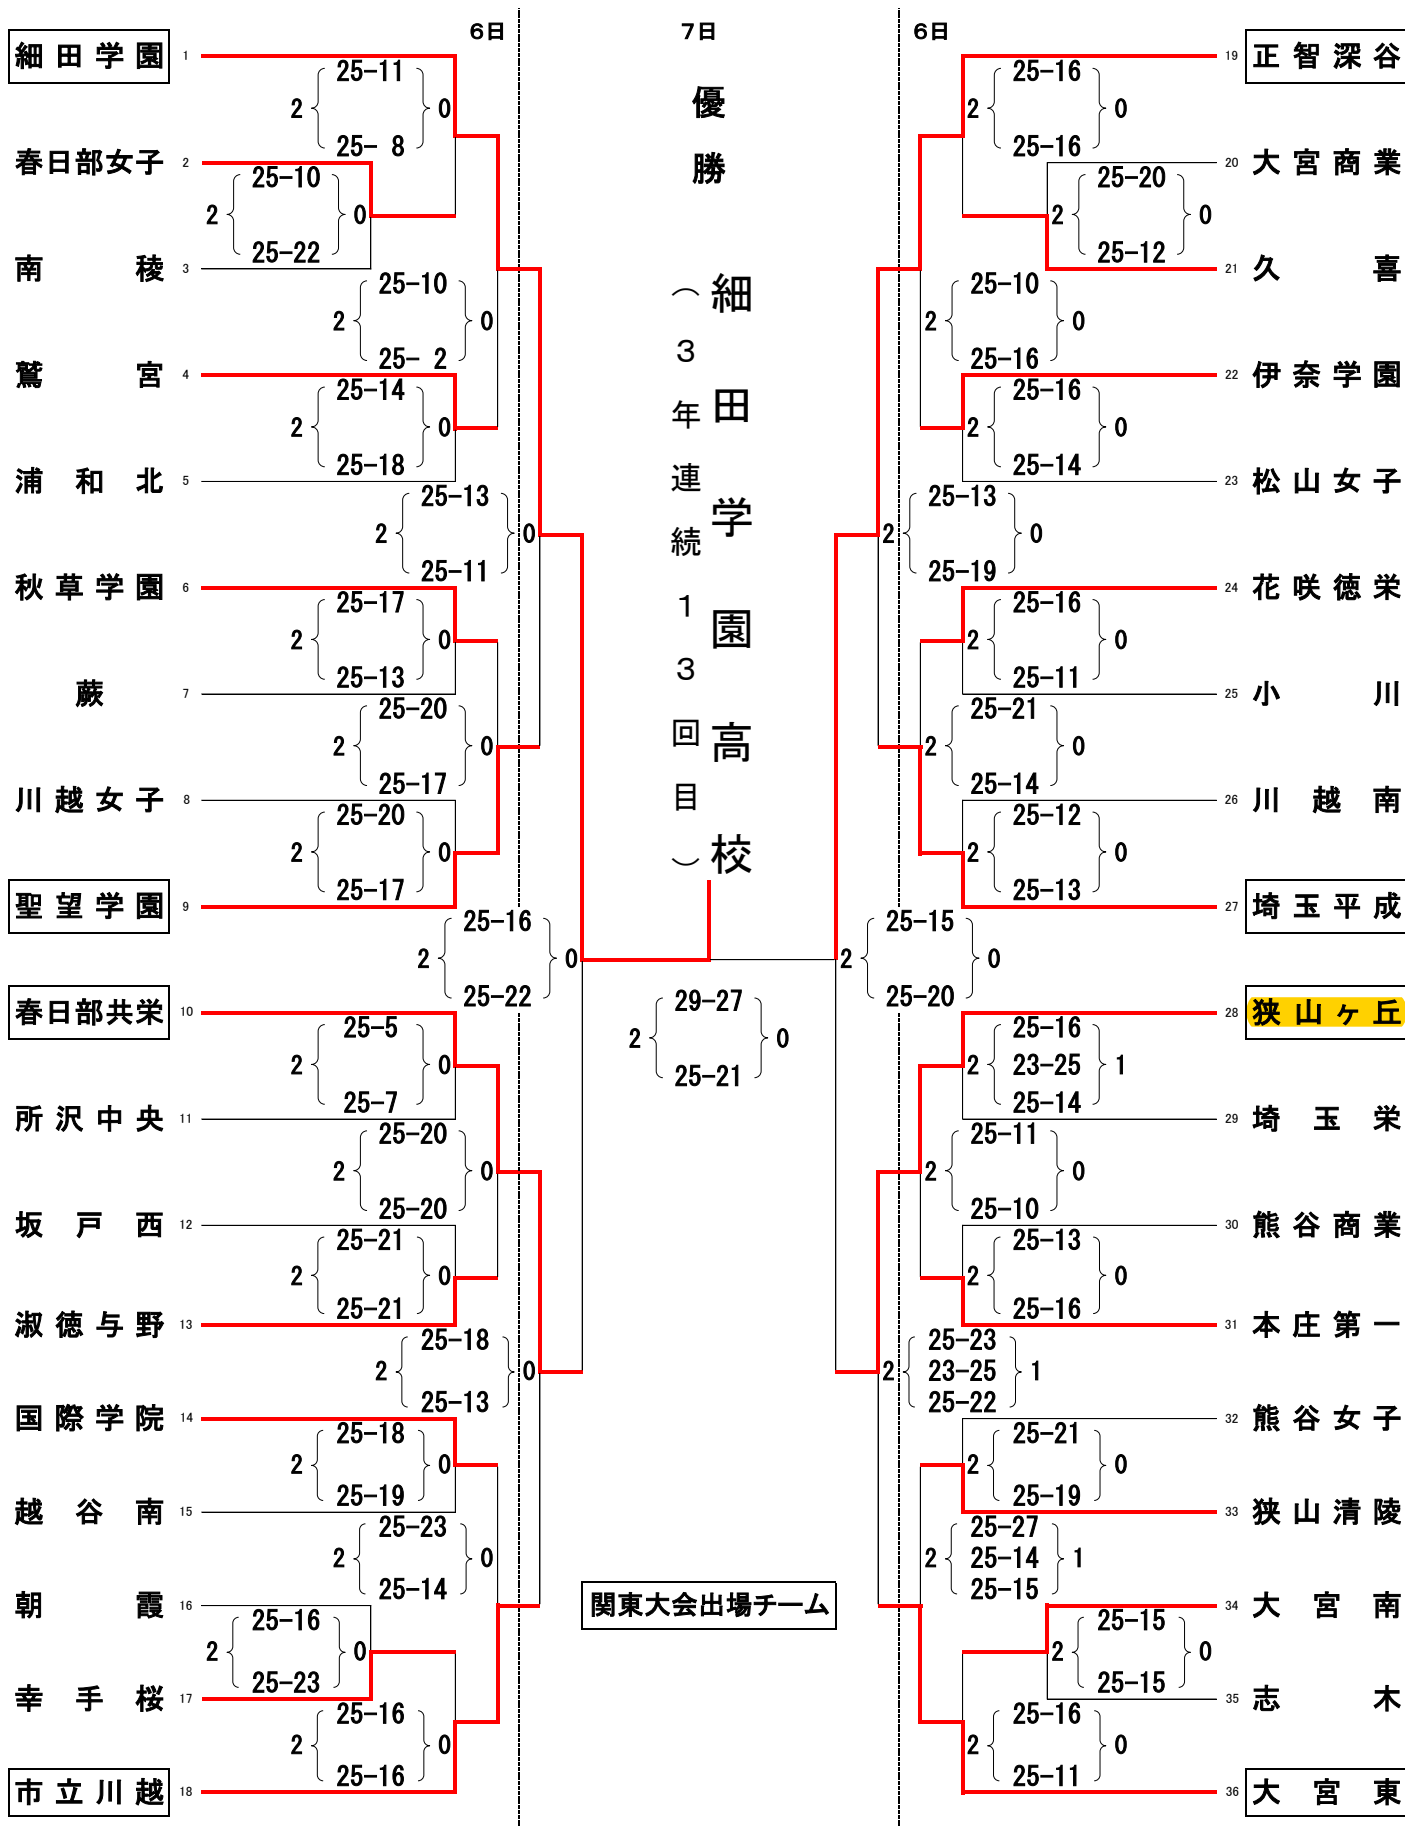 6日
7日
6日
優勝
細田学園高校
（3年連続13回目）
細田学園 1
25-11
2 0
25- 8
春日部女子 2
25-10
2 0
25-22
南稜 3
25-10
2 0
25- 2
鷲宮 4
25-14
2 0
25-18
浦和北 5
25-13
2 0
25-11
秋草学園 6
25-17
2 0
25-13
蕨 7
25-20
2 0
25-17
川越女子 8
25-20
2 0
25-17
聖望学園 9
25-16
2 0
25-22
春日部共栄 10
25-5
2 0
25-7
所沢中央 11
25-20
2 0
25-20
坂戸西 12
25-21
2 0
25-21
淑徳与野 13
25-18
2 0
25-13
国際学院 14
25-18
2 0
25-19
越谷南 15
25-23
2 0
25-14
朝霞 16
25-16
2 0
25-23
幸手桜 17
25-16
2 0
25-16
市立川越 18
29-27
2 0
25-21
関東大会出場チーム
19 正智深谷
25-16
2 0
25-16
20 大宮商業
25-20
2 0
25-12
21 久喜
25-10
2 0
25-16
22 伊奈学園
25-16
2 0
25-14
23 松山女子
25-13
2 0
25-19
24 花咲徳栄
25-16
2 0
25-11
25 小川
25-21
2 0
25-14
26 川越南
25-12
2 0
25-13
27 埼玉平成
25-15
2 0
25-20
28 狭山ヶ丘
25-16
2 23-25 1
25-14
29 埼玉栄
25-11
2 0
25-10
30 熊谷商業
25-13
2 0
25-16
31 本庄第一
25-23
2 23-25 1
25-22
32 熊谷女子
25-21
2 0
25-19
33 狭山清陵
25-27
2 25-14 1
25-15
34 大宮南
25-15
2 0
25-15
35 志木
25-16
2 0
25-11
36 大宮東